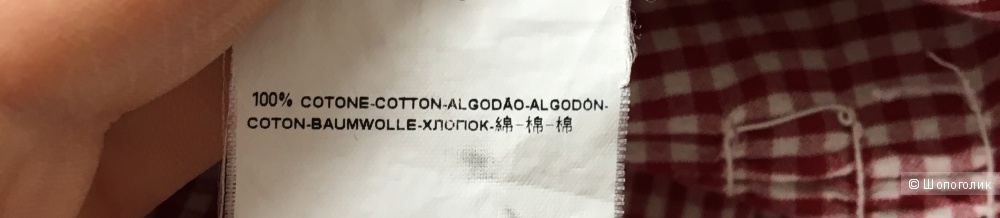 100% COTONE-COTTON-ALGODÃO-ALGODÓN-
COTON-BAUMWOLLE-ХЛОПОК-綿-棉-棉
© Шопоголик